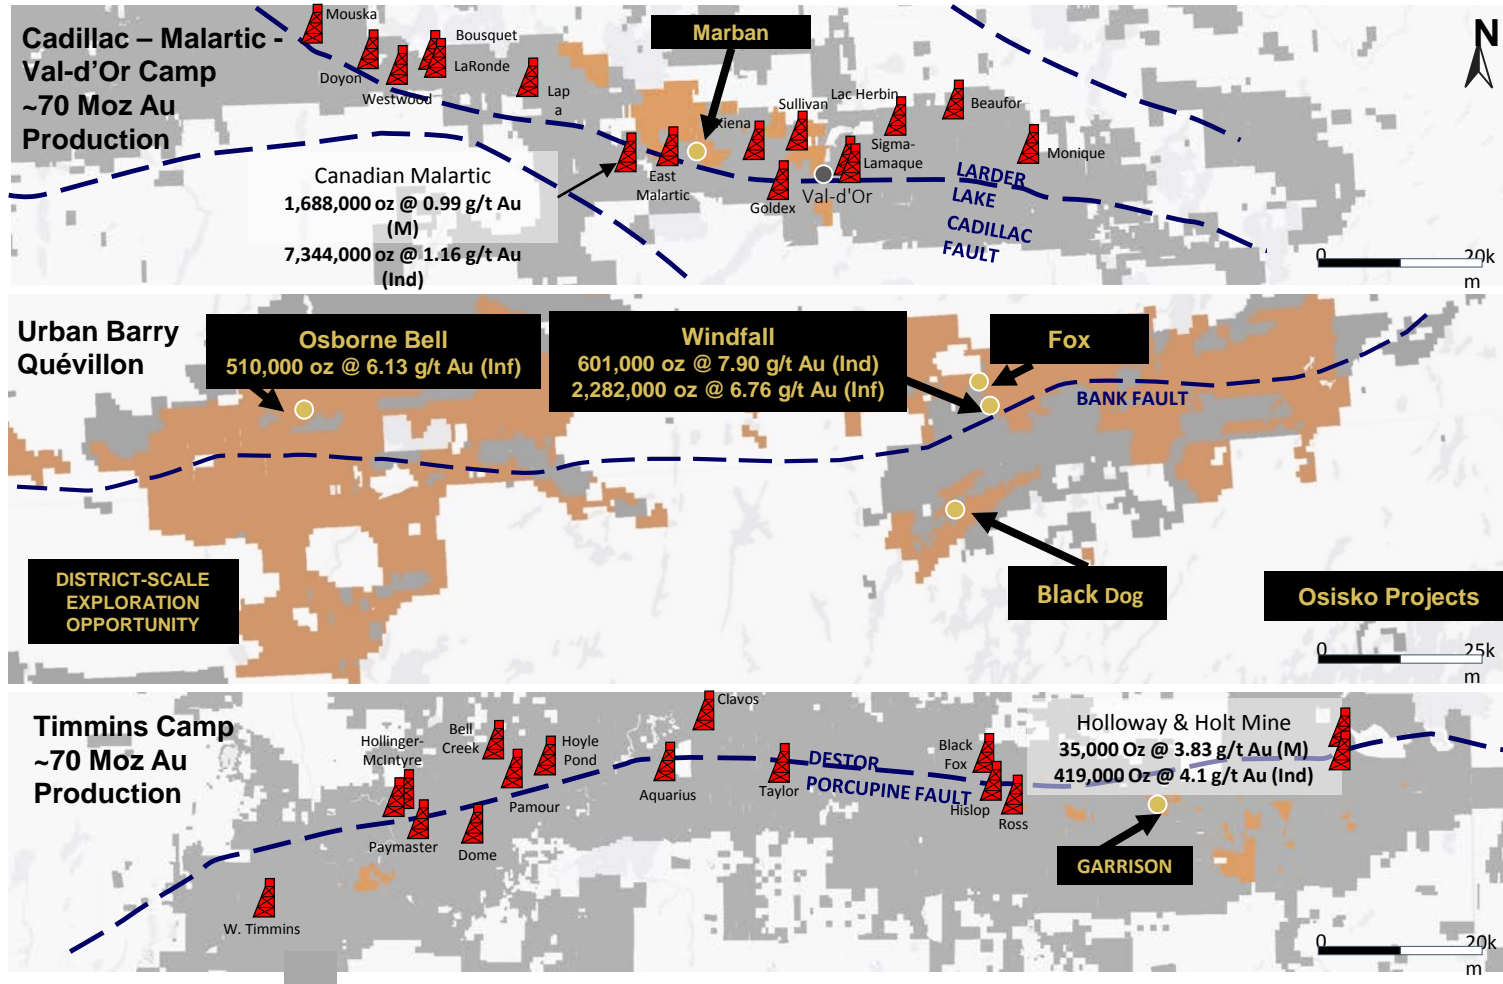 Cadillac – Malartic -
Val-d'Or Camp
~70 Moz Au
Production
Mouska
Doyon
Westwood
Bousquet
LaRonde
Lap
a
Marban
Kiena
Sullivan
Lac Herbin
Beaufor
Sigma-
Lamaque
Monique
N
Canadian Malartic
1,688,000 oz @ 0.99 g/t Au
(M)
7,344,000 oz @ 1.16 g/t Au
(Ind)
East
Malartic
Goldex
Val-d'Or
LARDER
LAKE
CADILLAC
FAULT
0 20k
m
Urban Barry
Quévillon
Osborne Bell
510,000 oz @ 6.13 g/t Au (Inf)
Windfall
601,000 oz @ 7.90 g/t Au (Ind)
2,282,000 oz @ 6.76 g/t Au (Inf)
Fox
BANK FAULT
DISTRICT-SCALE
EXPLORATION
OPPORTUNITY
Black Dog
Osisko Projects
0 25k
m
Timmins Camp
~70 Moz Au
Production
Hollinger-
McIntyre
Bell
Creek
Hoyle
Pond
Clavos
Pamour
Paymaster
Dome
W. Timmins
Aquarius
Taylor
DESTOR
PORCUPINE FAULT
Black
Fox
Hislop
Ross
Holloway & Holt Mine
35,000 Oz @ 3.83 g/t Au (M)
419,000 Oz @ 4.1 g/t Au (Ind)
GARRISON
0 20k
m